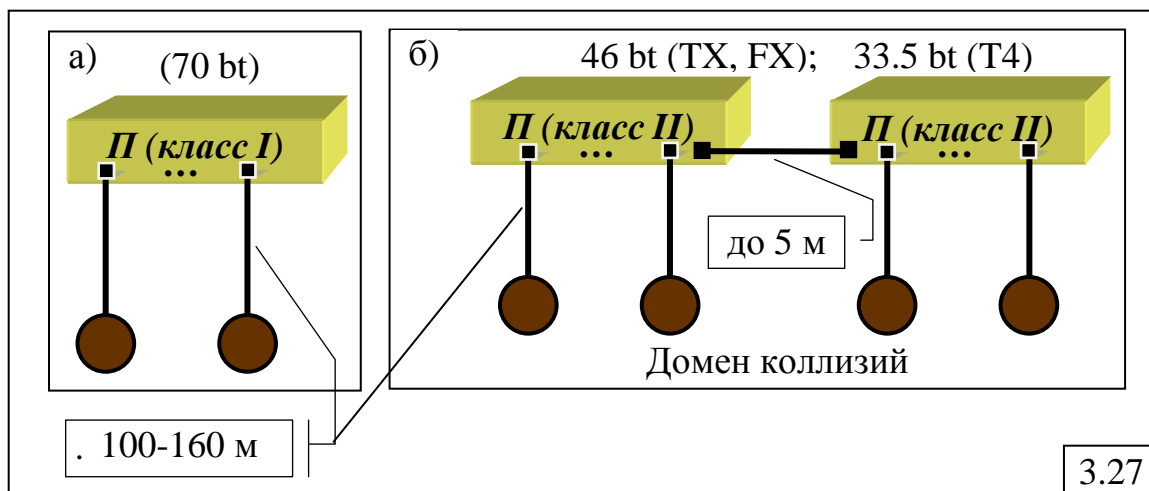 а)
(70 bt)
П (класс I)
...
б)
46 bt (TX, FX); 33.5 bt (T4)
П (класс II)
...
П (класс II)
...
до 5 м
Домен коллизий
. 100-160 м
3.27